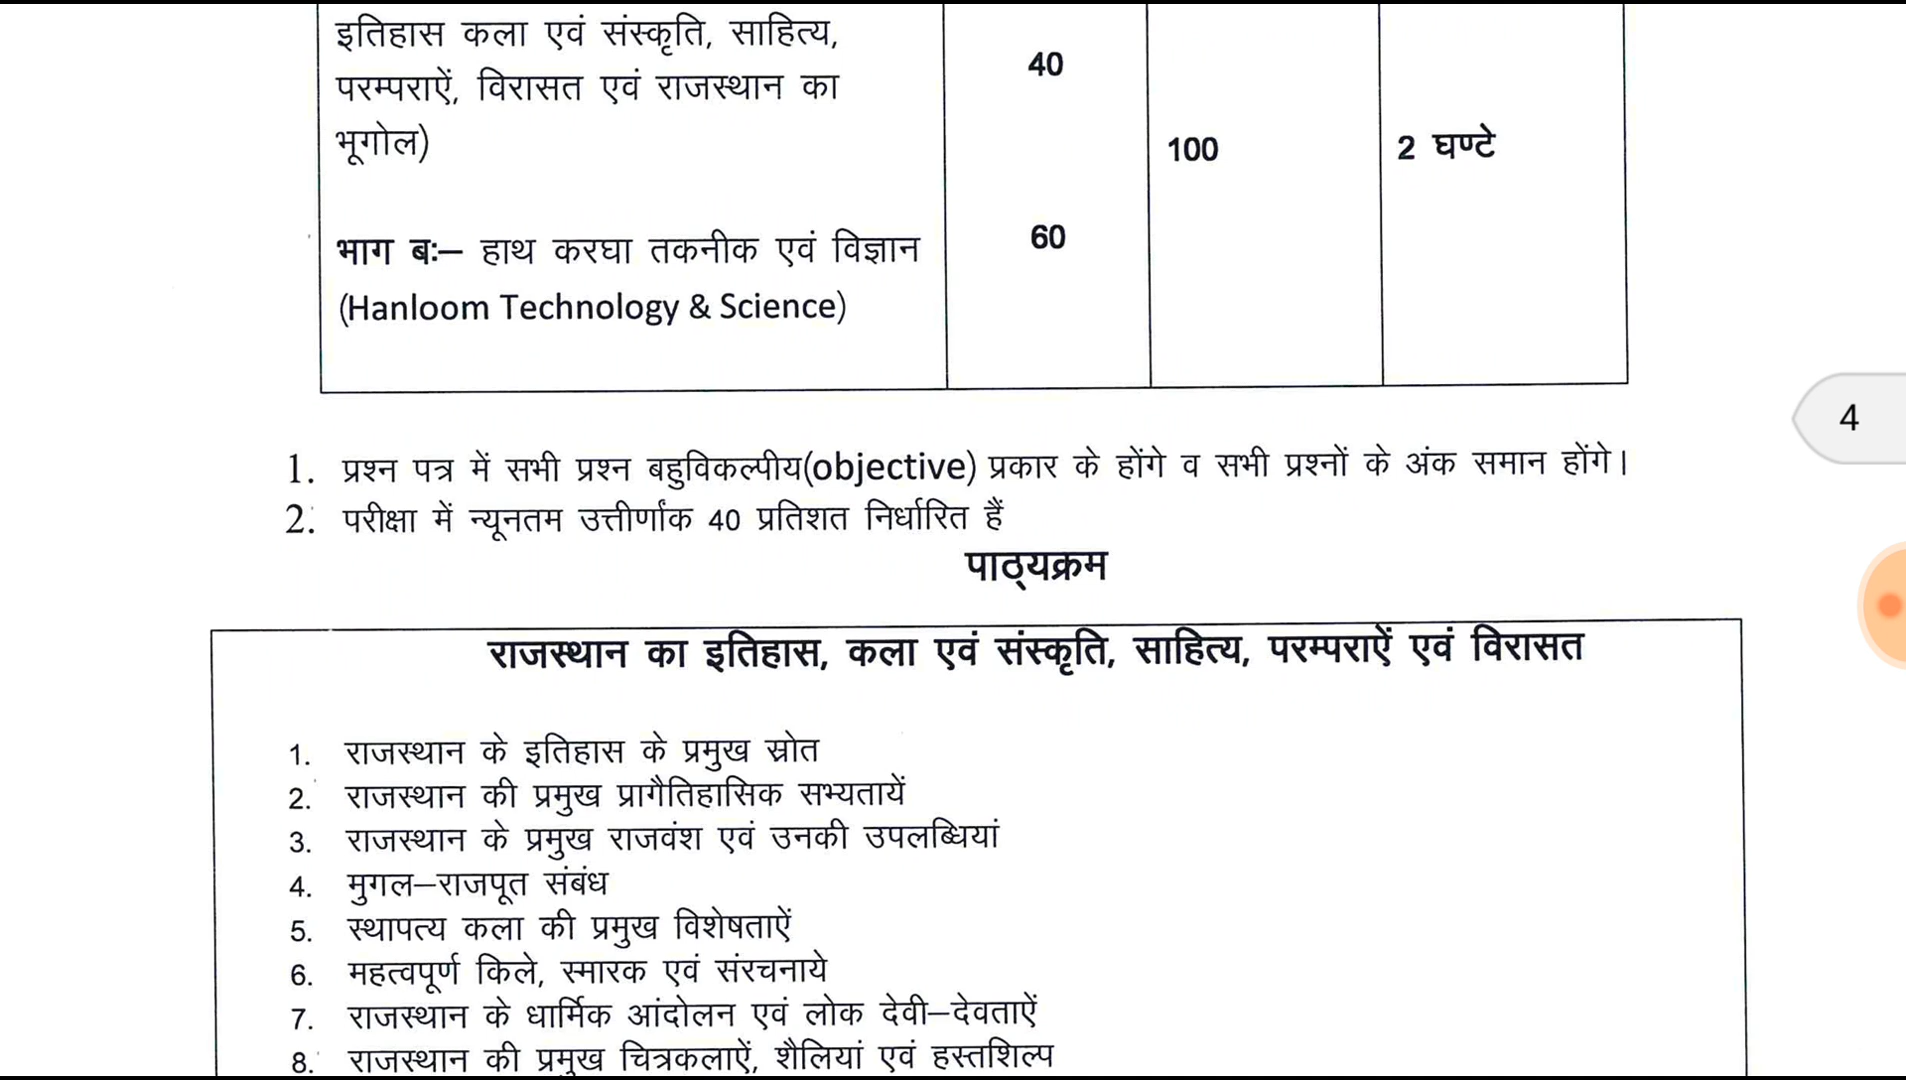 इतिहास कला एवं संस्कृति, साहित्य,
परम्पराऐं, विरासत एवं राजस्थान का
भूगोल)
40
100
2 घण्टे
भाग बः– हाथ करघा तकनीक एवं विज्ञान
(Hanloom Technology & Science)
60
4
1. प्रश्न पत्र में सभी प्रश्न बहुविकल्पीय(objective) प्रकार के होंगे व सभी प्रश्नों के अंक समान होंगे।
2. परीक्षा में न्यूनतम उत्तीर्णांक 40 प्रतिशत निर्धारित हैं
पाठ्यक्रम
राजस्थान का इतिहास, कला एवं संस्कृति, साहित्य, परम्पराऐं एवं विरासत
1. राजस्थान के इतिहास के प्रमुख स्रोत
2. राजस्थान की प्रमुख प्रागैतिहासिक सभ्यतायें
3. राजस्थान के प्रमुख राजवंश एवं उनकी उपलब्धियां
4. मुगल–राजपूत संबंध
5. स्थापत्य कला की प्रमुख विशेषताऐं
6. महत्वपूर्ण किले, स्मारक एवं संरचनाये
7. राजस्थान के धार्मिक आंदोलन एवं लोक देवी–देवताऐं
8. राजस्थान की प्रमुख चित्रकलाऐं, शैलियां एवं हस्तशिल्प